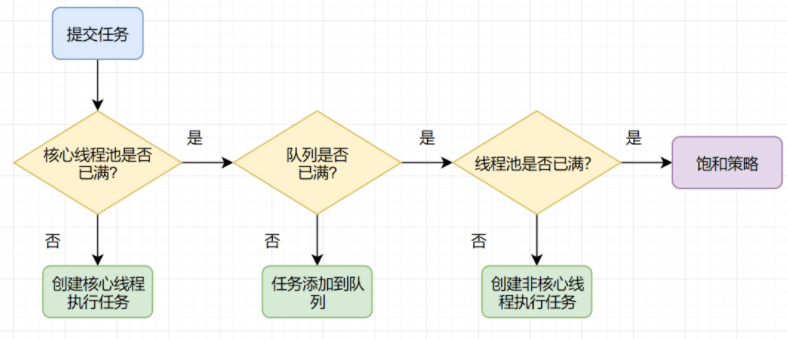 提交任务
核心线程池是否
已满?
是
队列是否
已满?
是
线程池是否已满?
是
饱和策略
否
创建核心线程
执行任务
否
任务添加到队
列
否
创建非核心线
程执行任务